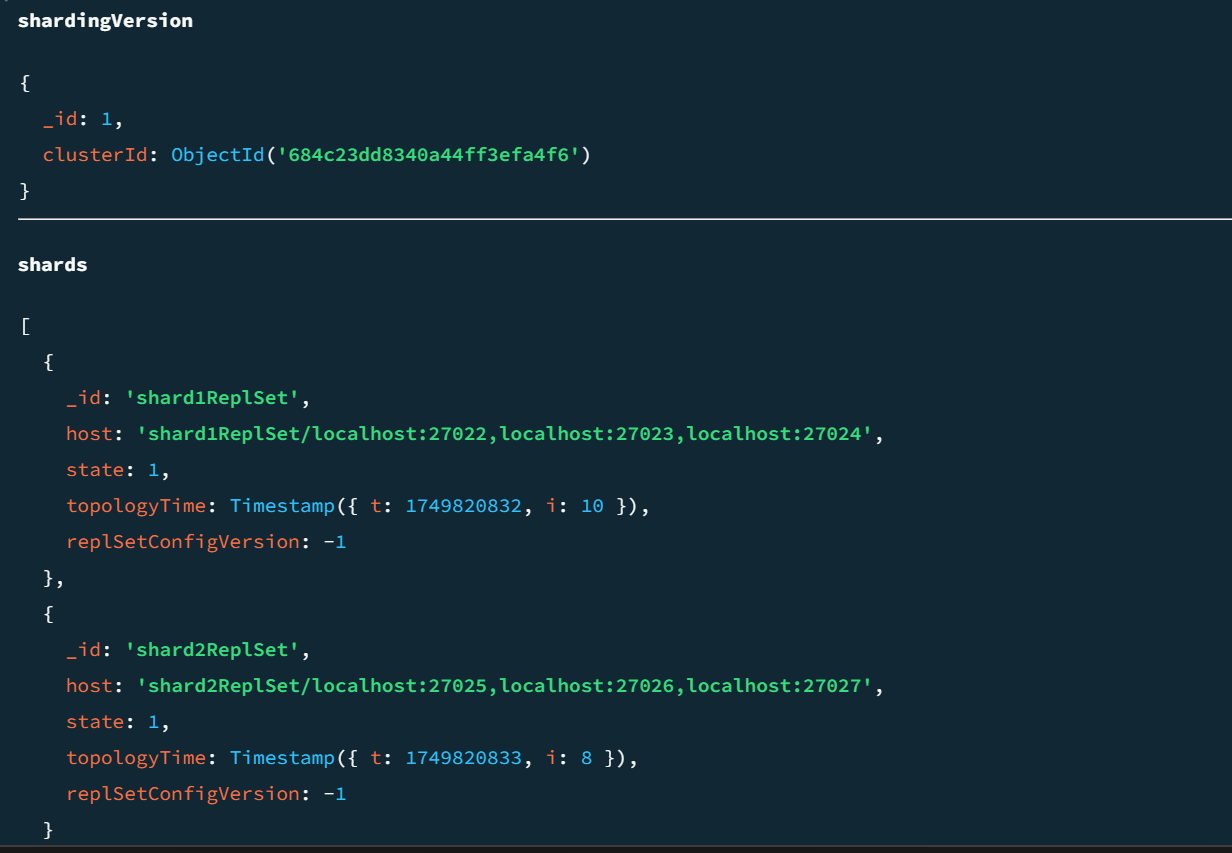 shardingVersion
{
  _id: 1,
  clusterId: ObjectId('684c23dd8340a44ff3efa4f6')
}
shards
[
  {
    _id: 'shard1ReplSet',
    host: 'shard1ReplSet/localhost:27022,localhost:27023,localhost:27024',
    state: 1,
    topologyTime: Timestamp({ t: 1749820832, i: 10 }),
    replSetConfigVersion: -1
  },
  {
    _id: 'shard2ReplSet',
    host: 'shard2ReplSet/localhost:27025,localhost:27026,localhost:27027',
    state: 1,
    topologyTime: Timestamp({ t: 1749820833, i: 8 }),
    replSetConfigVersion: -1
  }